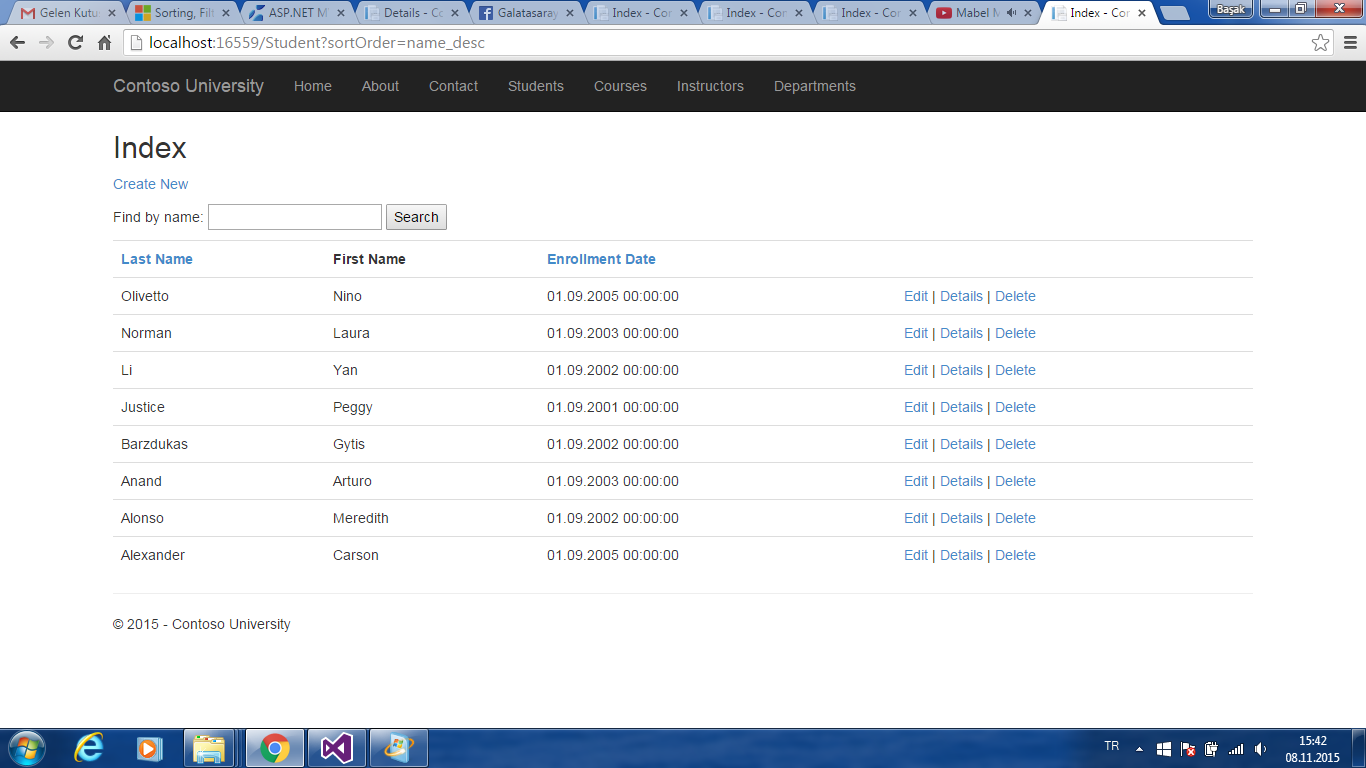 Gelen Kutu
Sorting, Filt
ASP.NET M
Details - Co
Galatasaray
Index - Cor
Index - Cor
Index - Cor
Mabel M
Index - Cor
Başak
localhost:16559/Student?sortOrder=name_desc
Contoso University Home About Contact Students Courses Instructors Departments
Index
Create New
Find by name: Search
Last Name First Name Enrollment Date
Olivetto Nino 01.09.2005 00:00:00 Edit | Details | Delete
Norman Laura 01.09.2003 00:00:00 Edit | Details | Delete
Li Yan 01.09.2002 00:00:00 Edit | Details | Delete
Justice Peggy 01.09.2001 00:00:00 Edit | Details | Delete
Barzdukas Gytis 01.09.2002 00:00:00 Edit | Details | Delete
Anand Arturo 01.09.2003 00:00:00 Edit | Details | Delete
Alonso Meredith 01.09.2002 00:00:00 Edit | Details | Delete
Alexander Carson 01.09.2005 00:00:00 Edit | Details | Delete
© 2015 - Contoso University
TR
15:42
08.11.2015